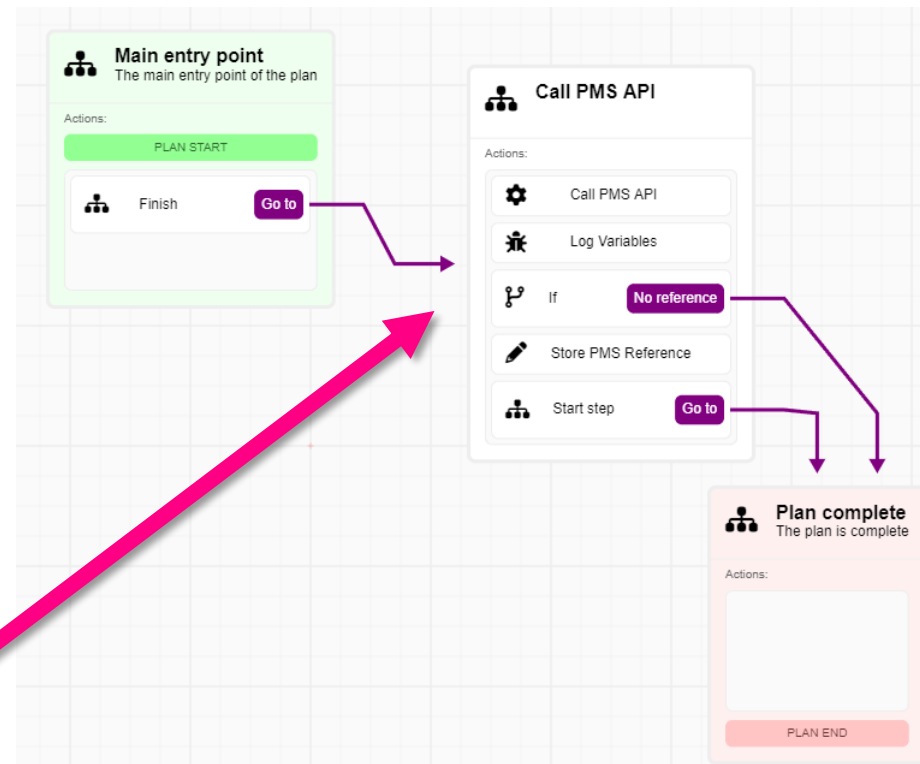 Main entry point
The main entry point of the plan
Actions:
PLAN START
Finish
Go to
Call PMS API
Actions:
Call PMS API
Log Variables
If
No reference
Store PMS Reference
Start step
Go to
Plan complete
The plan is complete
Actions:
PLAN END